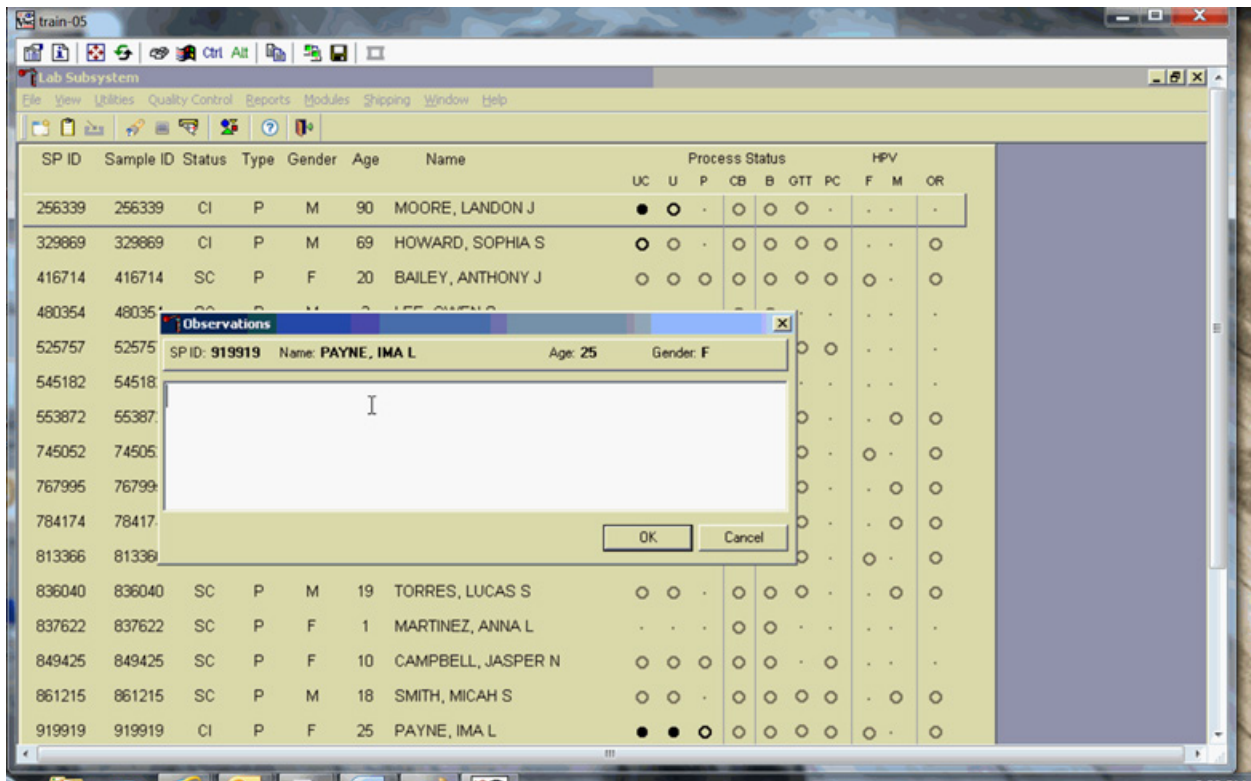 train-05
Ctrl Alt
Lab Subsystem
File View Utilities Quality Control Reports Modules Shipping Window Help
SP ID Sample ID Status Type Gender Age Name Process Status HPV
UC U P CB B GTT PC F M OR
256339 256339 CI P M 90 MOORE, LANDON J
329869 329869 CI P M 69 HOWARD, SOPHIA S
416714 416714 SC P F 20 BAILEY, ANTHONY J
480354
Observations
525757 SP ID: 919919 Name: PAYNE, IMA L Age: 25 Gender: F
545182
553872
745052
767995
784174
OK Cancel
813366
836040 836040 SC P M 19 TORRES, LUCAS S
837622 837622 SC P F 1 MARTINEZ, ANNA L
849425 849425 SC P F 10 CAMPBELL, JASPER N
861215 861215 SC P M 18 SMITH, MICAH S
919919 919919 CI P F 25 PAYNE, IMA L